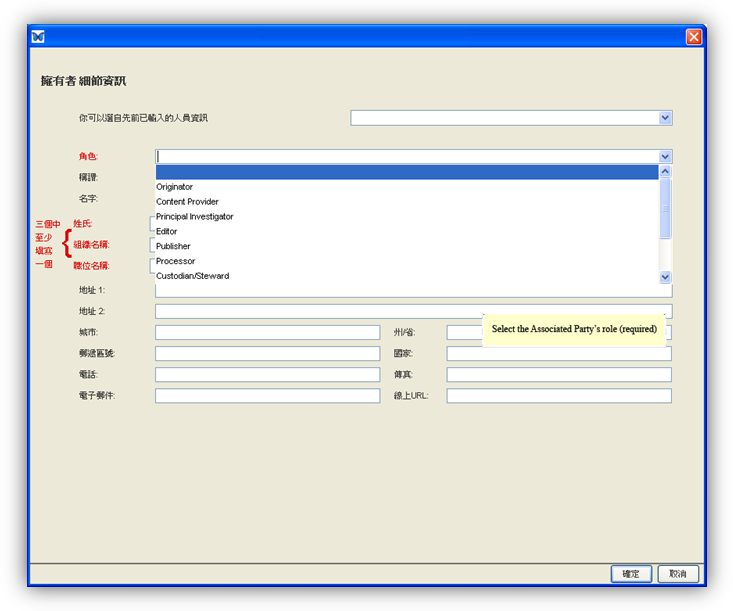 擁有者 細節資訊
你可以選自先前已輸入的人員資訊
角色:
稱謂:
Originator
名字:
Content Provider
三個中
至少
填寫
一個
{
姓氏:
Principal Investigator
Editor
組織名稱:
Publisher
Processor
職位名稱:
Custodian/Steward
地址 1:
地址 2:
Select the Associated Party's role (required)
城市:
州/省:
郵遞區號:
國家:
電話:
傳真:
電子郵件:
線上URL:
確定
取消